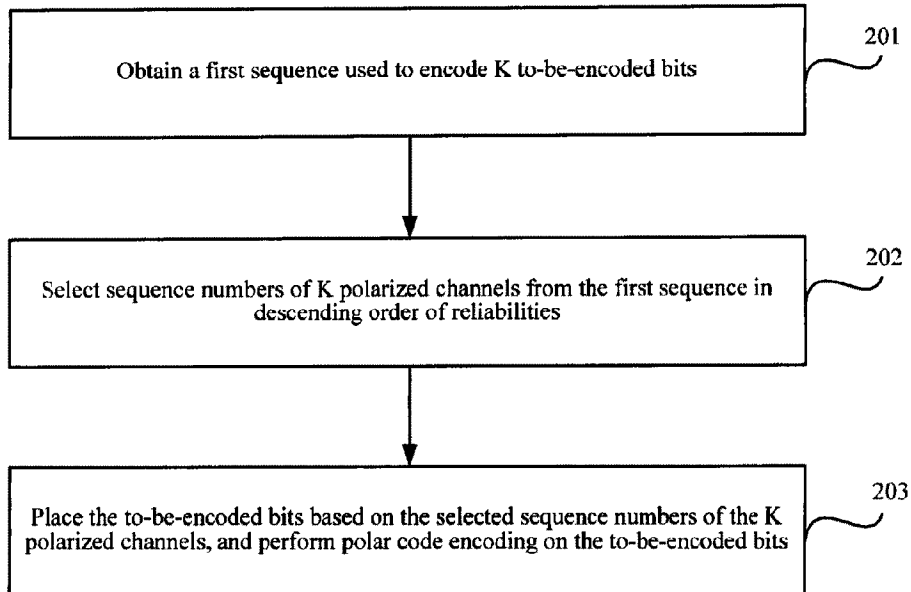 201
Obtain a first sequence used to encode K to-be-encoded bits
202
Select sequence numbers of K polarized channels from the first sequence in
descending order of reliabilities
203
Place the to-be-encoded bits based on the selected sequence numbers of the K
polarized channels, and perform polar code encoding on the to-be-encoded bits